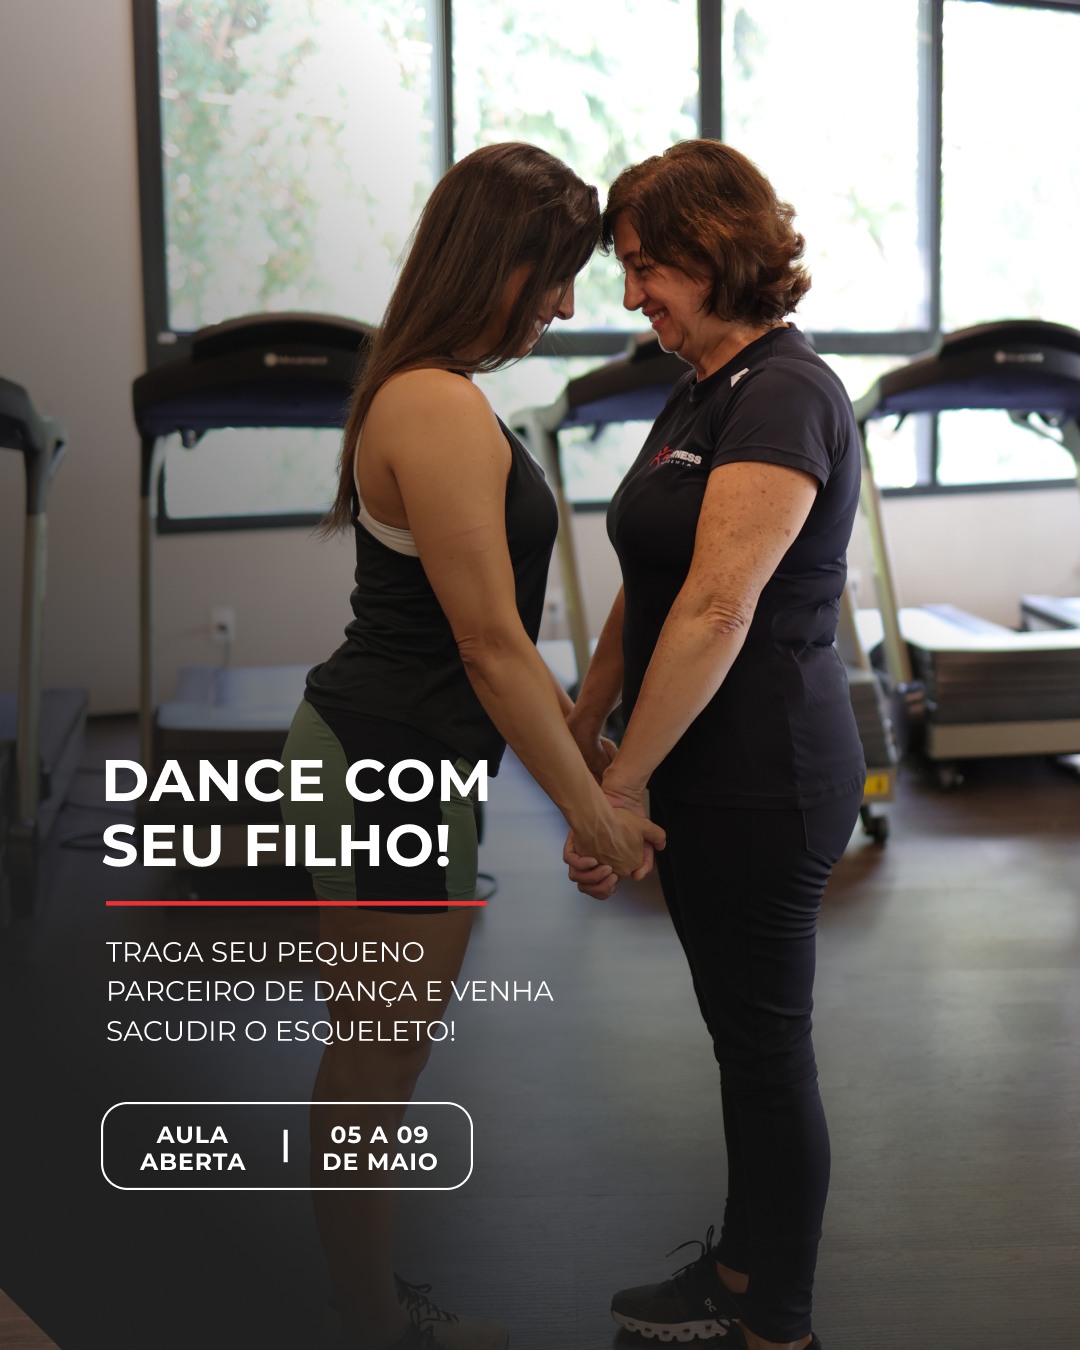 DANCE COM
SEU FILHO!
TRAGA SEU PEQUENO
PARCEIRO DE DANÇA E VENHA
SACUDIR O ESQUELETO!
AULA
ABERTA
05 A 09
DE MAIO